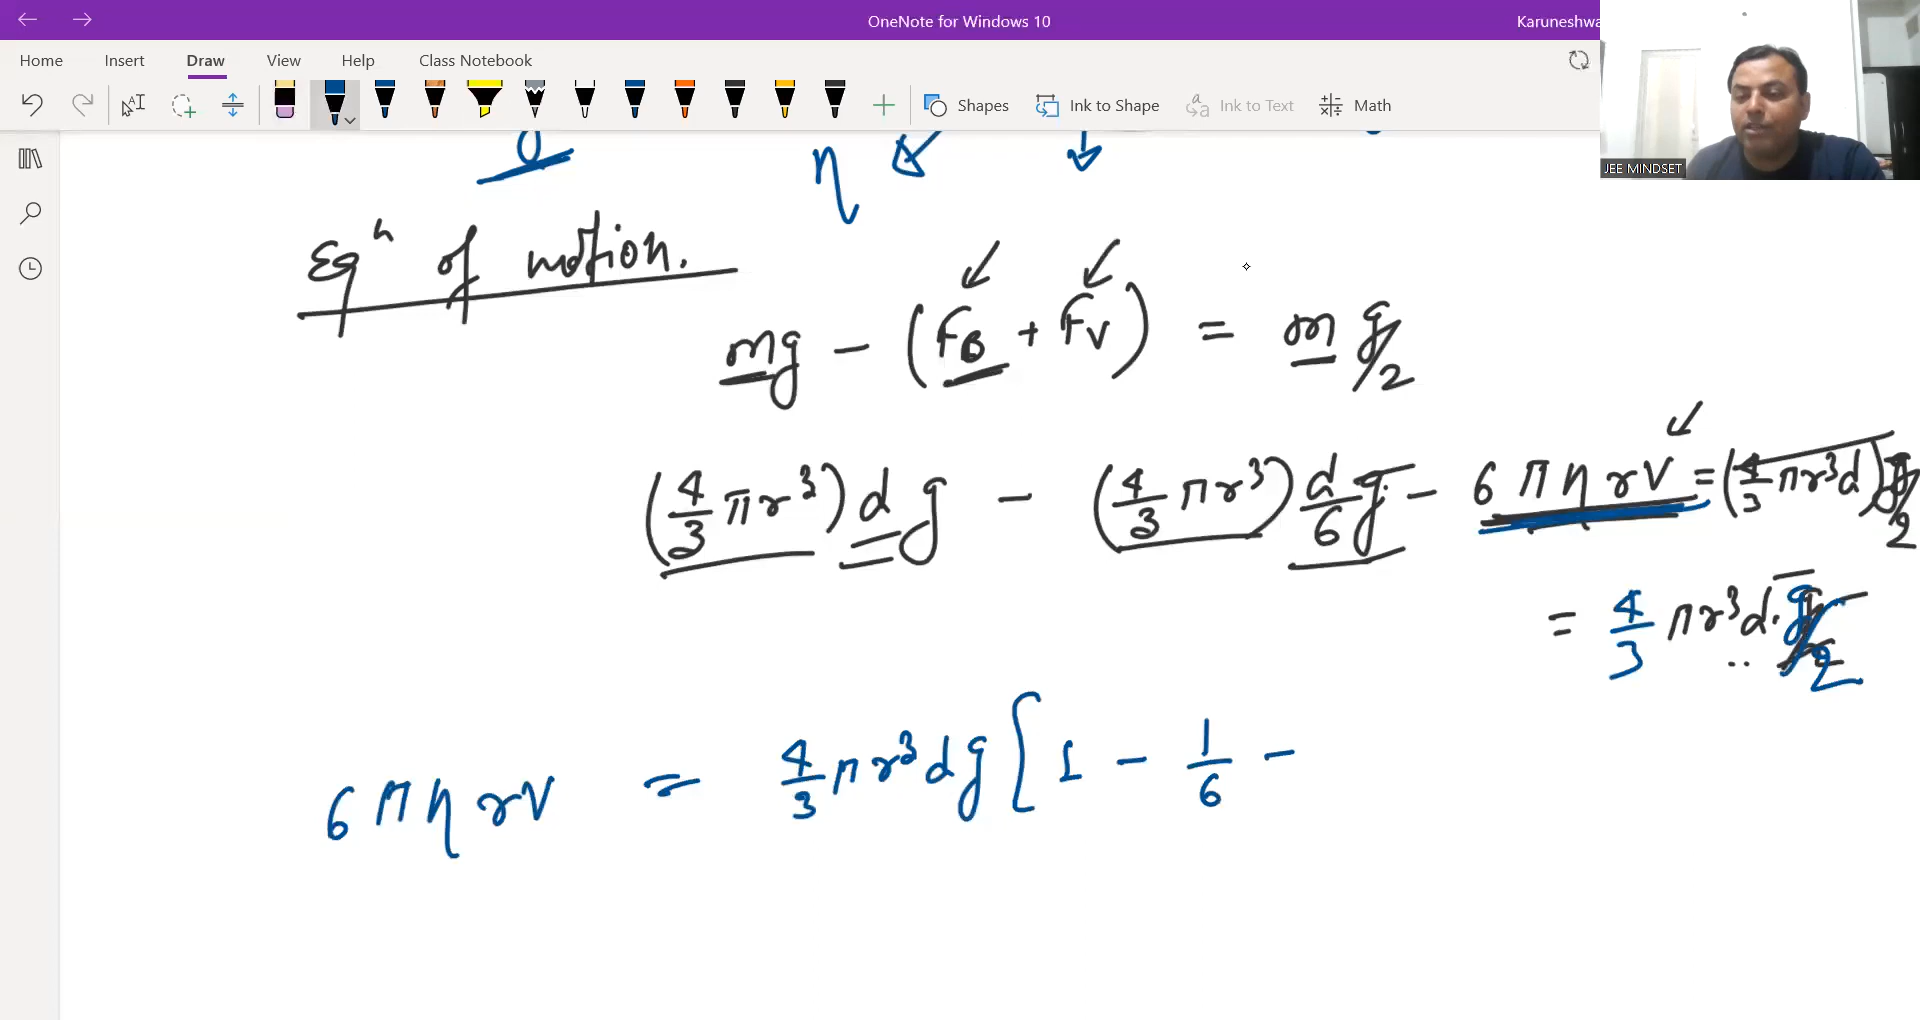 OneNote for Windows 10
Karuneshwa
Home Insert Draw View Help Class Notebook
Shapes Ink to Shape Ink to Text Math
JEE MINDSET
η
Eqⁿ of motion.
mg - (F_B + F_V) = m g/2
(4/3 πr³) d g - (4/3 πr³) d/6 g - 6πηrV = (4/3 πr³d) g/2
= 4/3 πr³d. g/2
6πηrV = 4/3 πr³dg [ 1 - 1/6 -